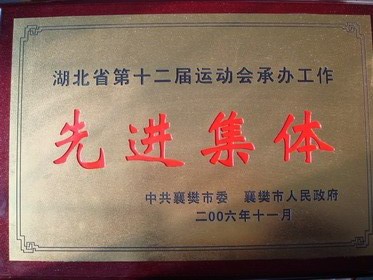 湖北省第十二届运动会承办工作
先进集体
中共襄樊市委 襄樊市人民政府
二00六年十一月